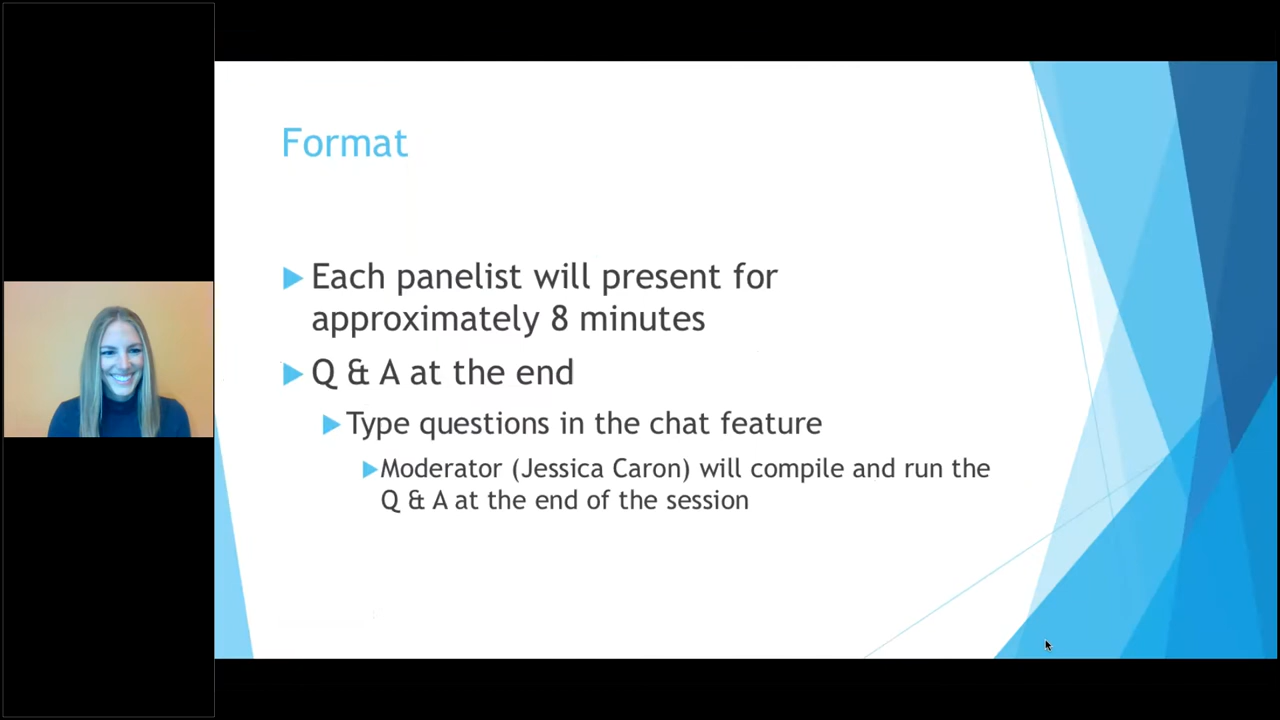 Format
Each panelist will present for
approximately 8 minutes
Q & A at the end
Type questions in the chat feature
Moderator (Jessica Caron) will compile and run the
Q & A at the end of the session